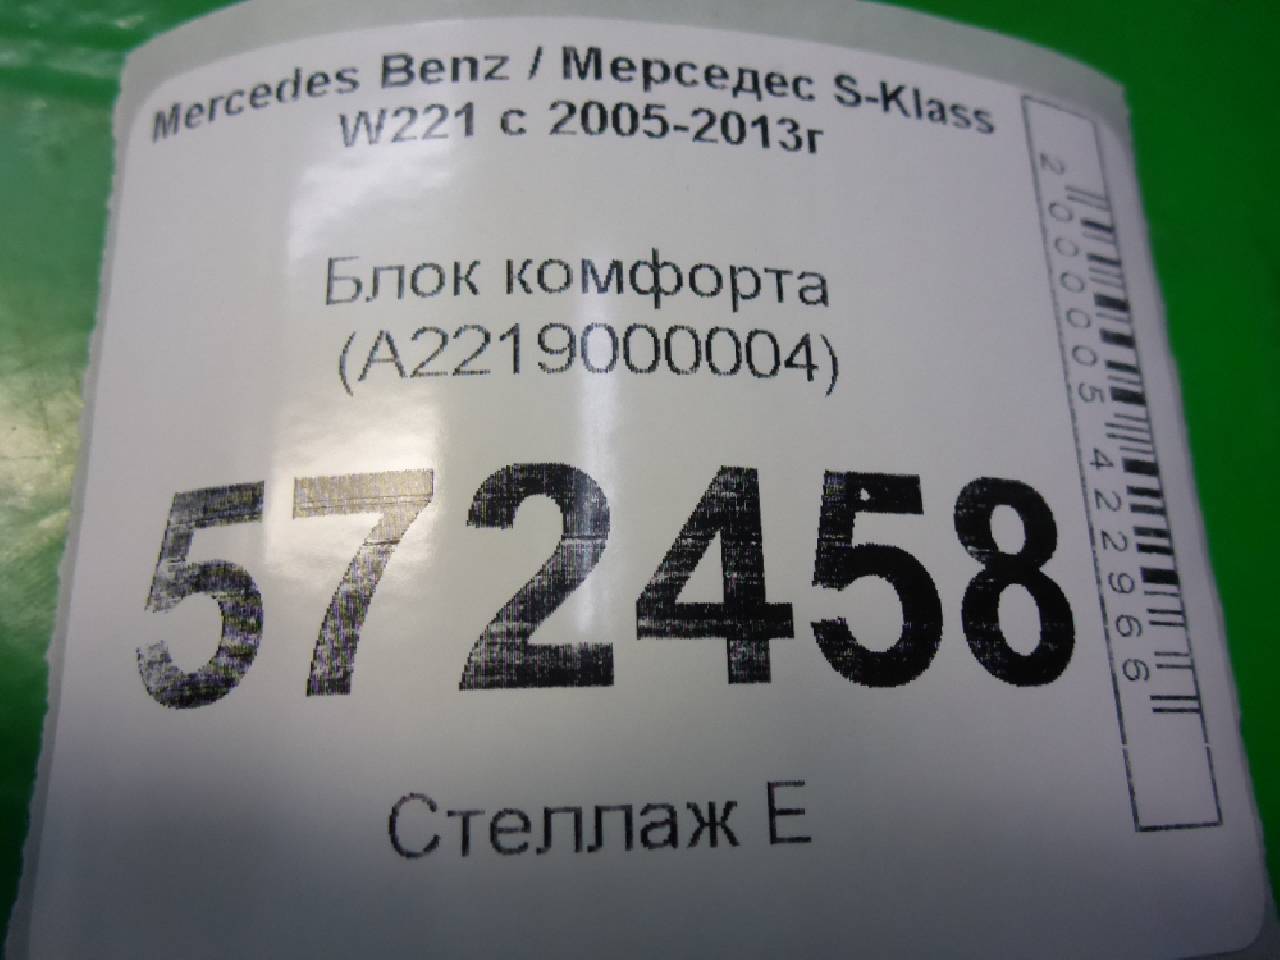 Mercedes Benz / Мерседес S-Klass
W221 с 2005-2013г
Блок комфорта
(A2219000004)
572458
Стеллаж Е
2000005422966